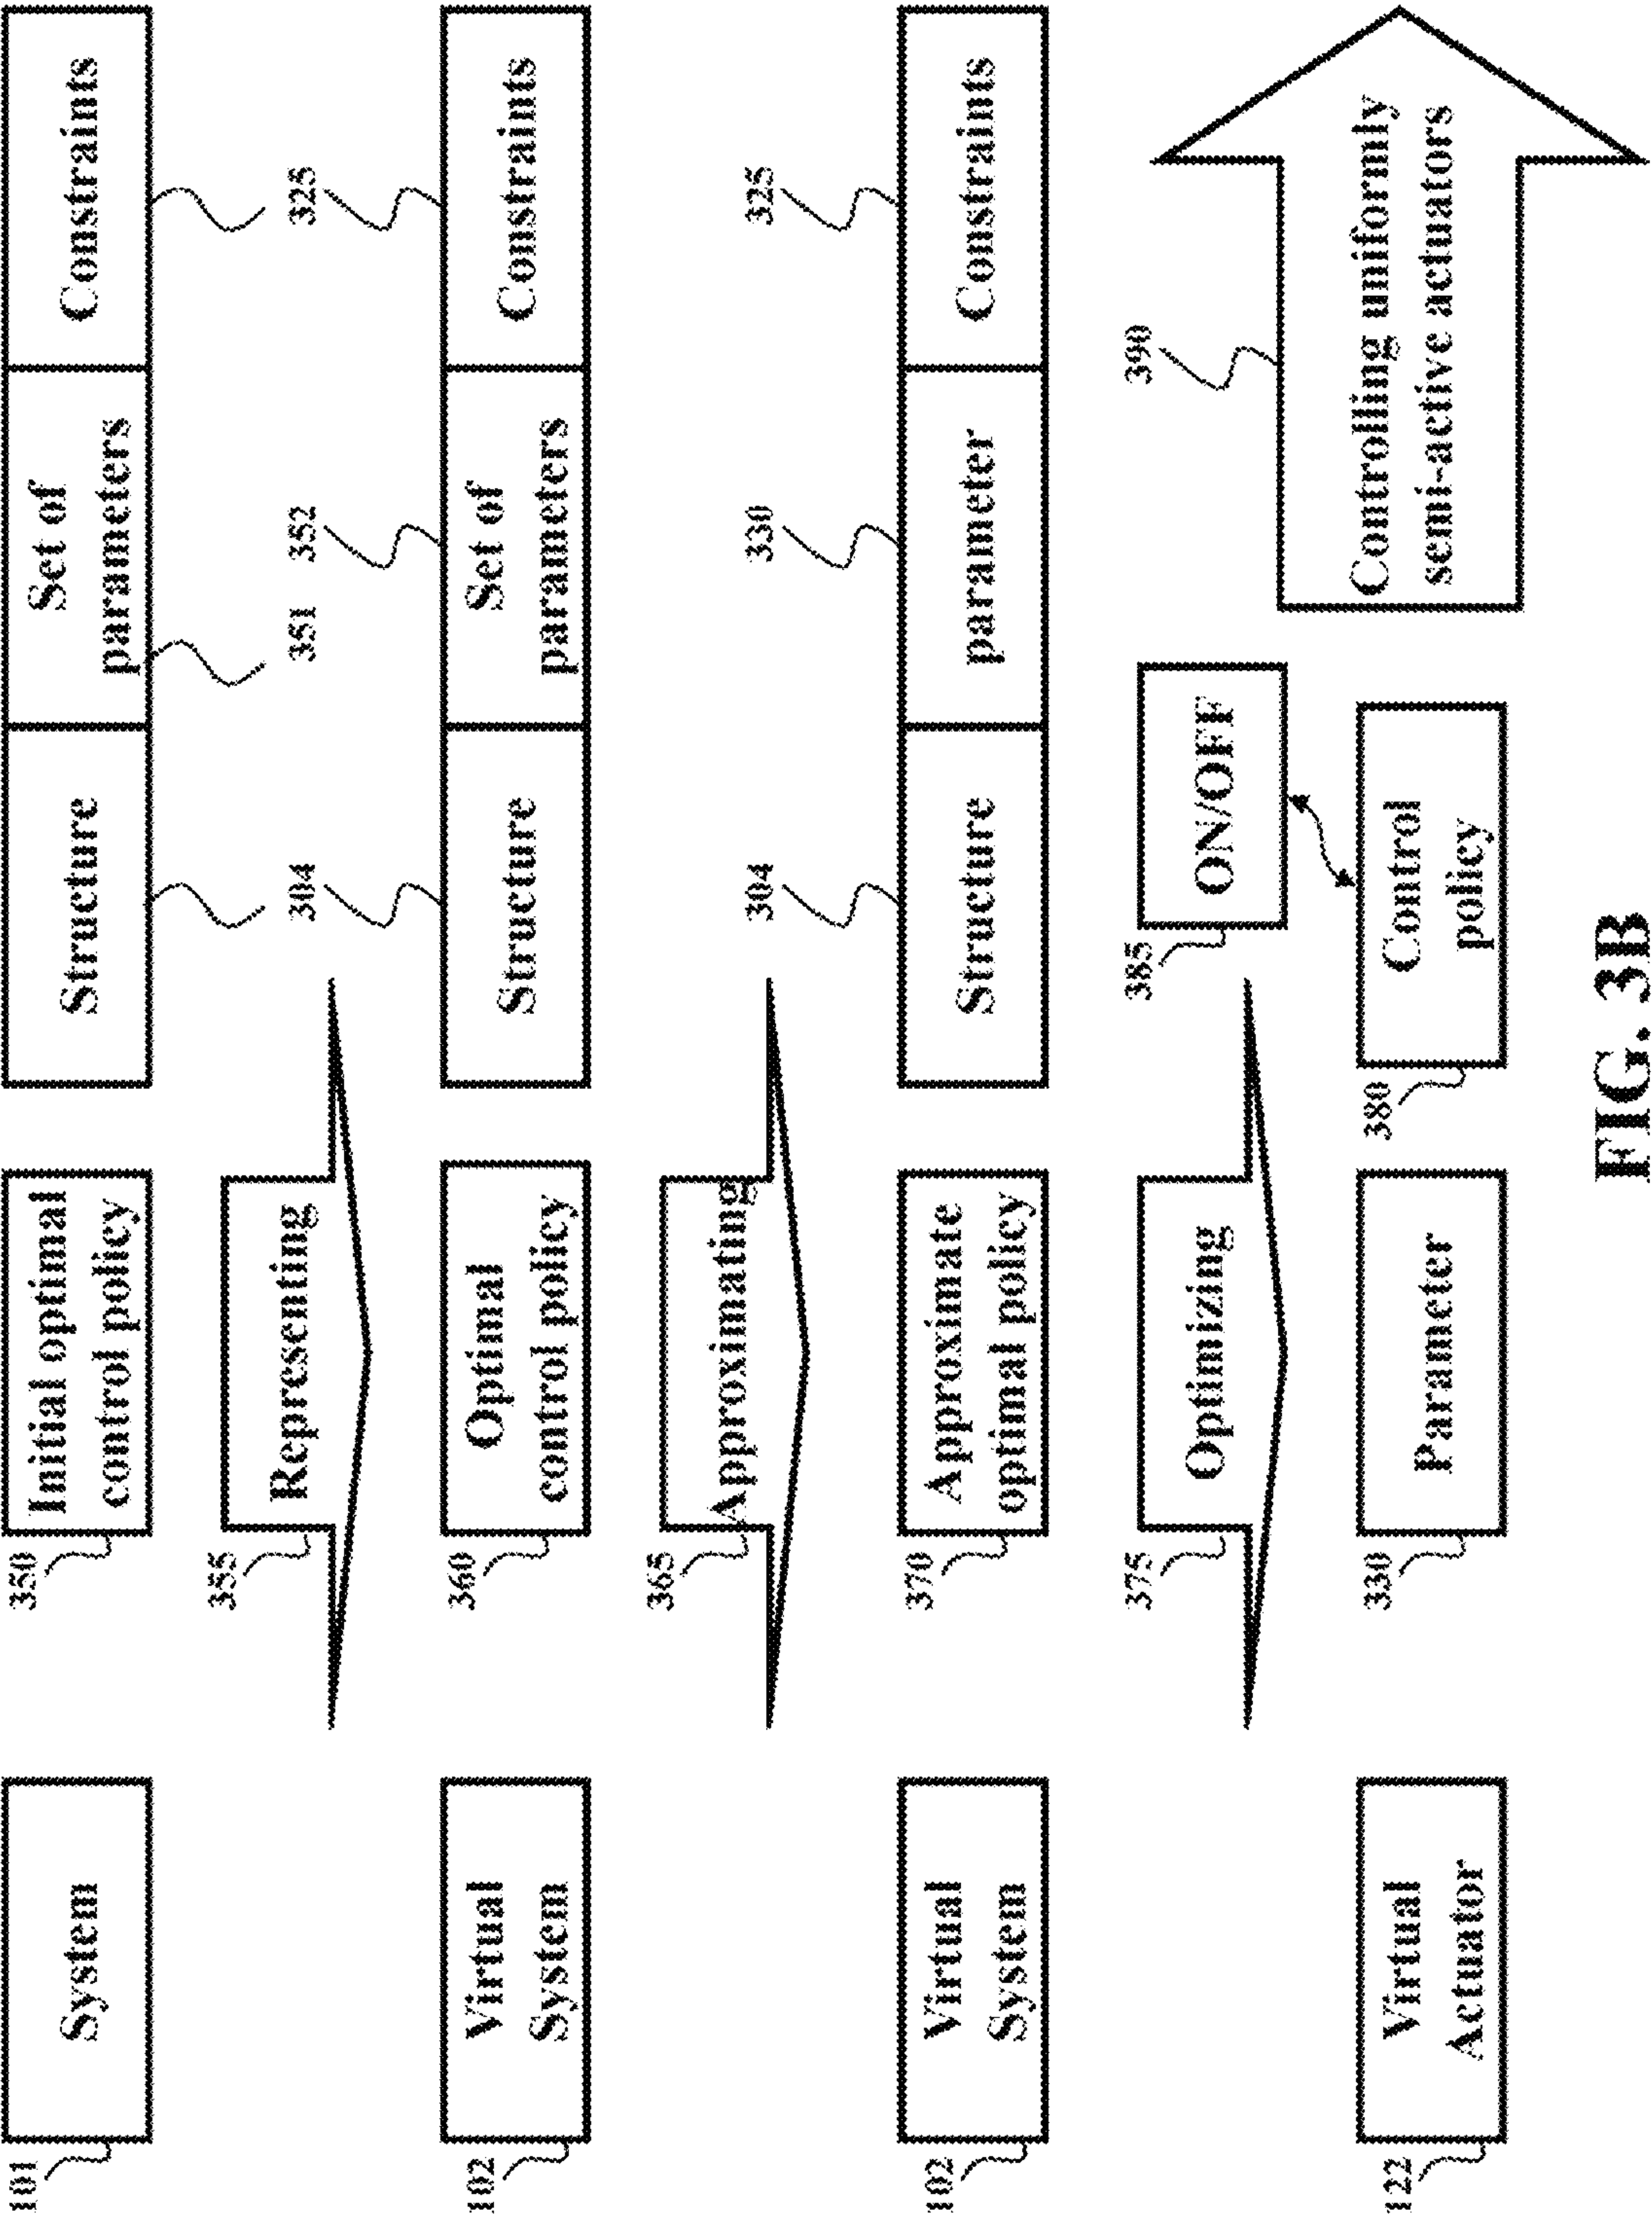 101
System
350
Initial optimal
control policy
Structure
Set of
parameters
Constraints
355
Representing
304
351
352
325
102
Virtual
System
360
Optimal
control policy
Structure
Set of
parameters
Constraints
365
Approximating
304
330
325
102
Virtual
System
370
Approximate
optimal policy
Structure
parameter
Constraints
375
Optimizing
385
ON/OFF
390
Controlling uniformly
semi-active actuators
122
Virtual
Actuator
330
Parameter
380
Control
policy
FIG. 3B